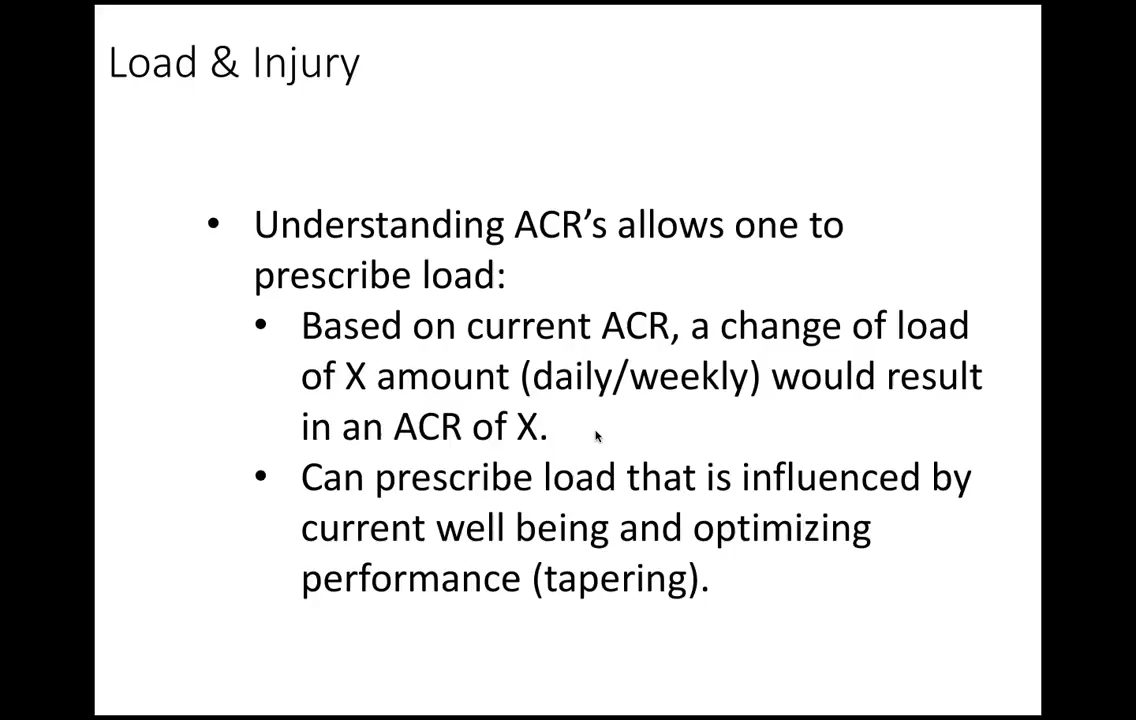 Load & Injury
• Understanding ACR’s allows one to
prescribe load:
• Based on current ACR, a change of load
of X amount (daily/weekly) would result
in an ACR of X.
• Can prescribe load that is influenced by
current well being and optimizing
performance (tapering).